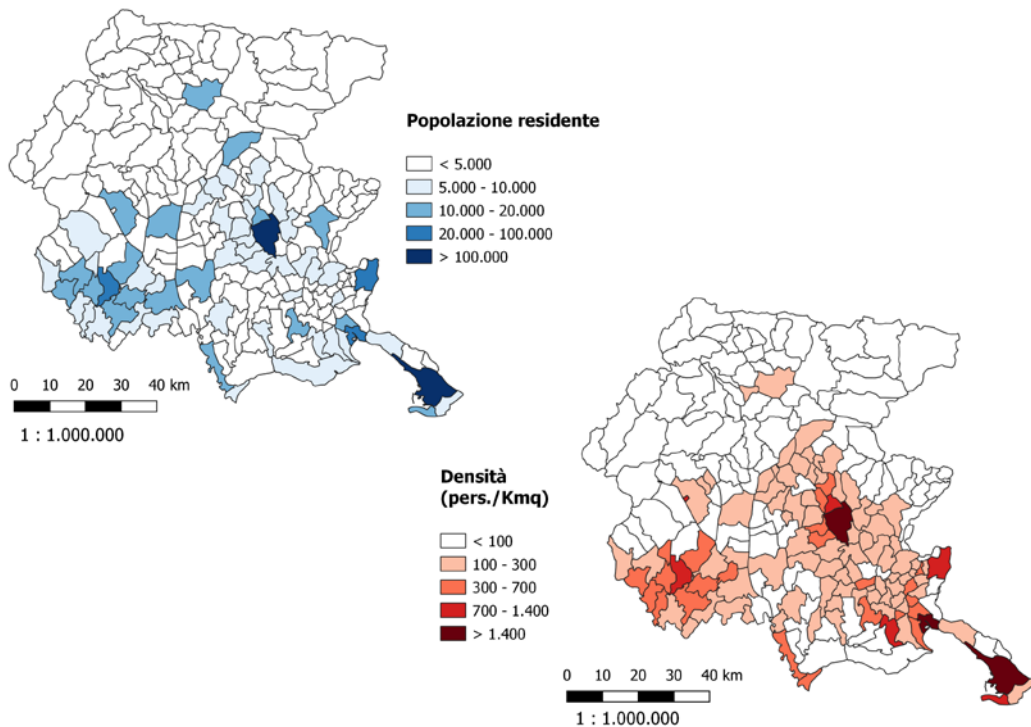 Popolazione residente
< 5.000
5.000 - 10.000
10.000 - 20.000
20.000 - 100.000
> 100.000
0 10 20 30 40 km
1 : 1.000.000
Densità
(pers./Kmq)
< 100
100 - 300
300 - 700
700 - 1.400
> 1.400
0 10 20 30 40 km
1 : 1.000.000